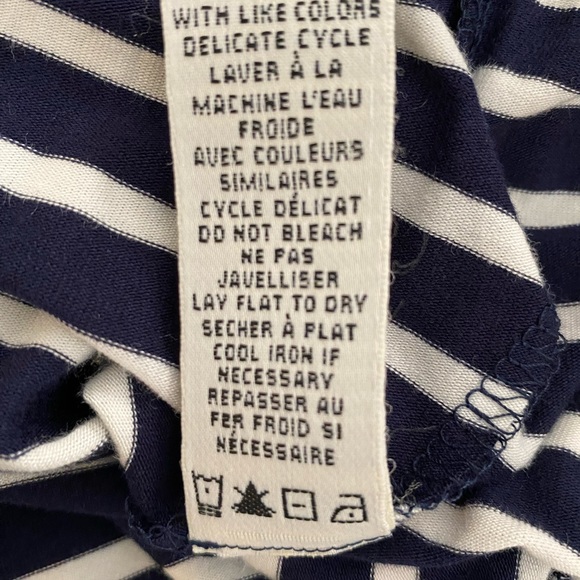 WITH LIKE COLORS
DELICATE CYCLE
LAVER À LA
MACHINE L'EAU
FROIDE
AVEC COULEURS
SIMILAIRES
CYCLE DÉLICAT
DO NOT BLEACH
NE PAS
JAVELLISER
LAY FLAT TO DRY
SECHER À PLAT
COOL IRON IF
NECESSARY
REPASSER AU
FER FROID SI
NÉCESSAIRE